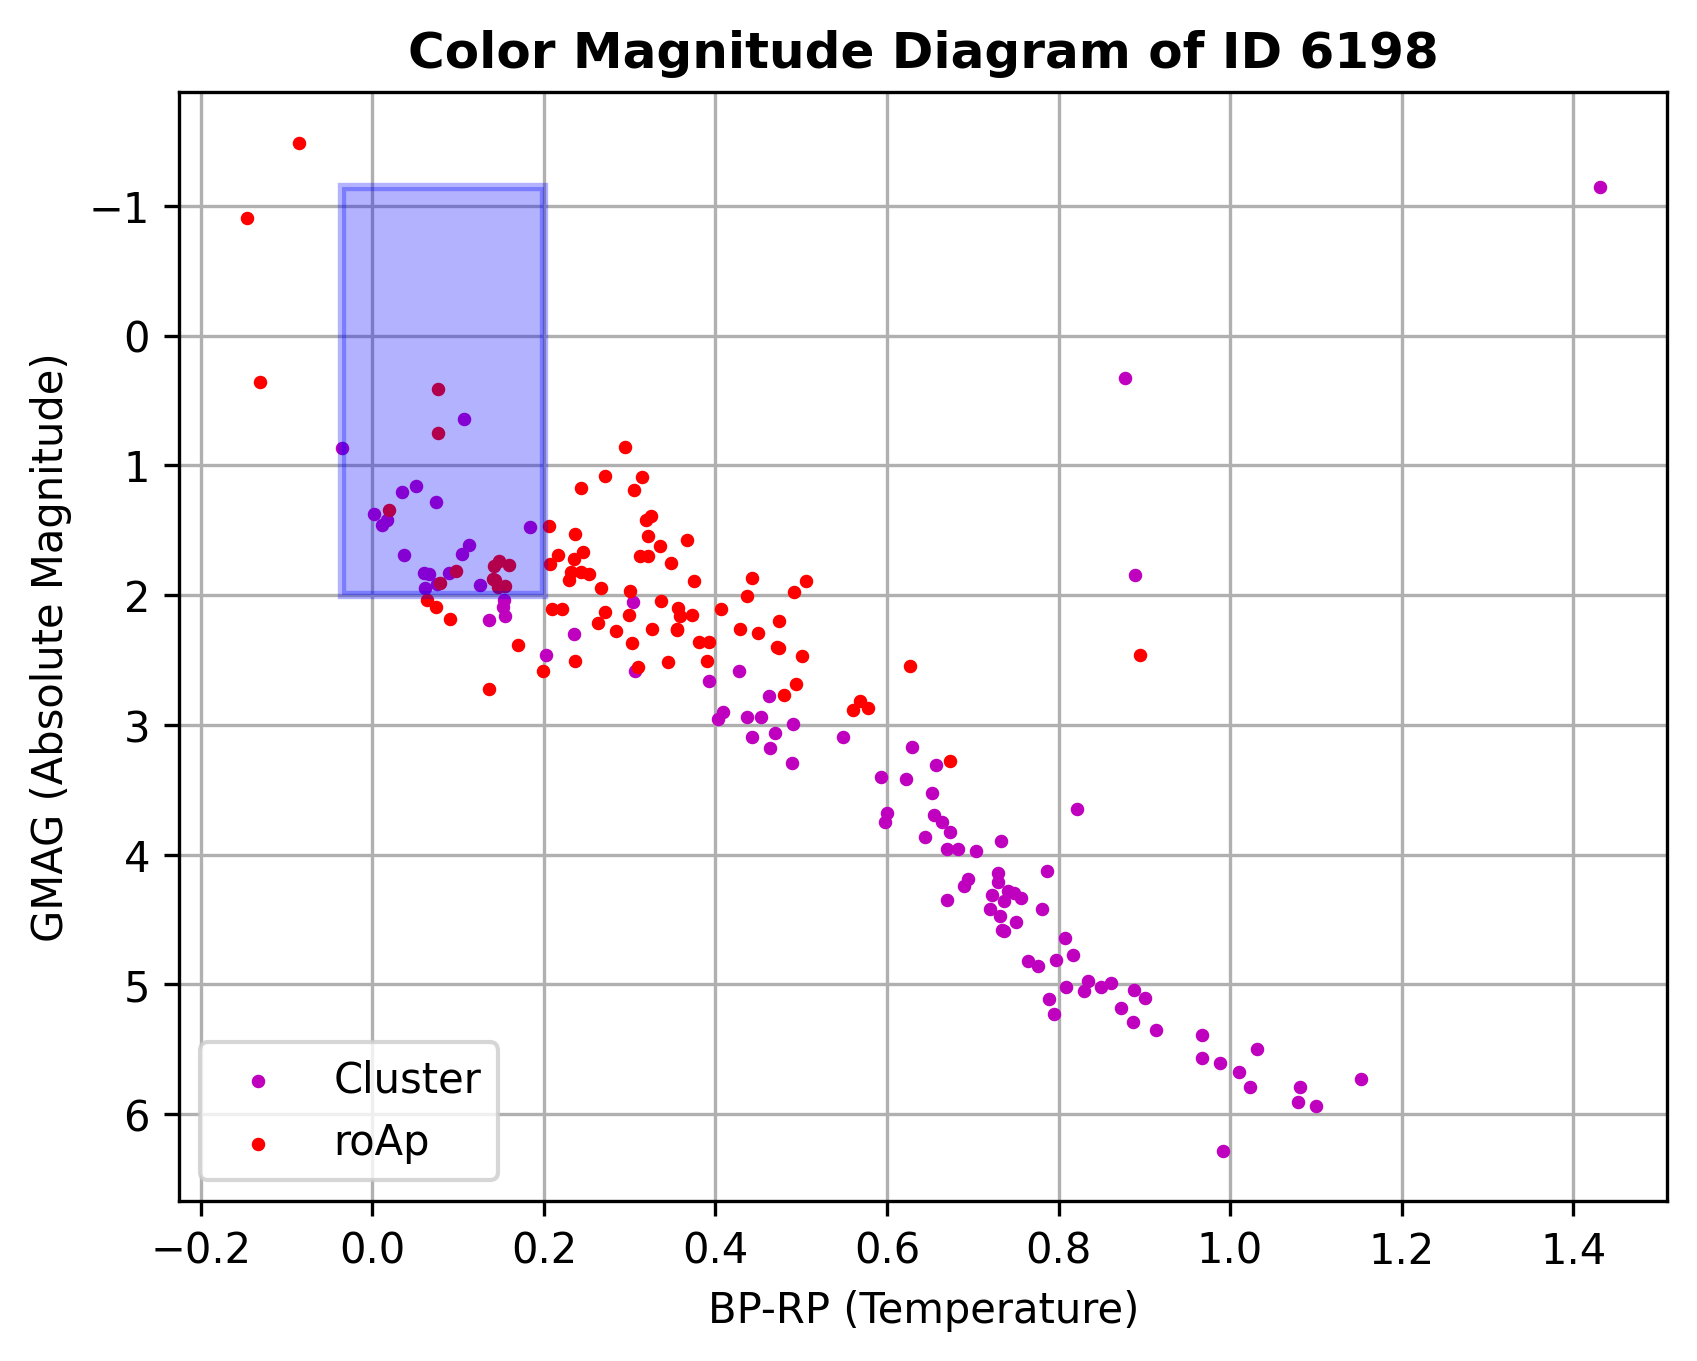 Color Magnitude Diagram of ID 6198
GMAG (Absolute Magnitude)
−1
0
1
2
3
4
5
6
Cluster
roAp
−0.2 0.0 0.2 0.4 0.6 0.8 1.0 1.2 1.4
BP-RP (Temperature)